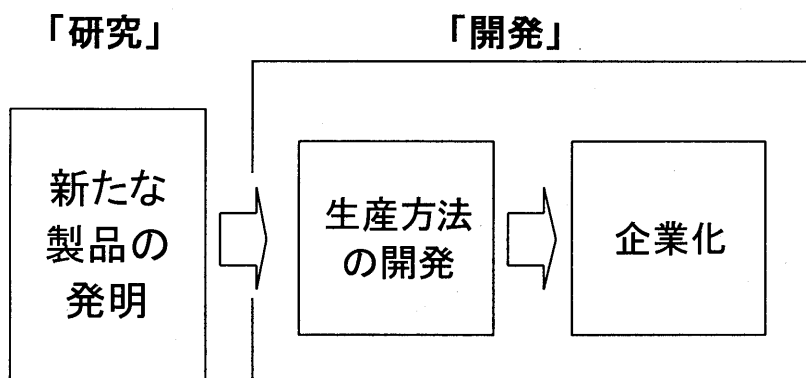 「研究」
「開発」
新たな
製品の
発明
生産方法
の開発
企業化